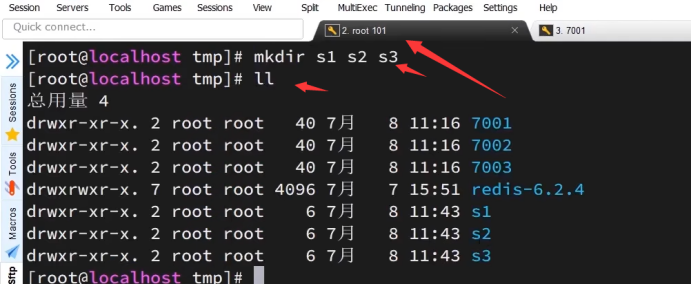 Session Servers Tools Games Sessions View Split MultiExec Tunneling Packages Settings Help
Quick connect...
2. root 101
3. 7001
[root@localhost tmp]# mkdir s1 s2 s3
[root@localhost tmp]# ll
总用量 4
drwxr-xr-x. 2 root root 40 7月 8 11:16 7001
drwxr-xr-x. 2 root root 40 7月 8 11:16 7002
drwxr-xr-x. 2 root root 40 7月 8 11:16 7003
drwxrwxr-x. 7 root root 4096 7月 7 15:51 redis-6.2.4
drwxr-xr-x. 2 root root 6 7月 8 11:43 s1
drwxr-xr-x. 2 root root 6 7月 8 11:43 s2
drwxr-xr-x. 2 root root 6 7月 8 11:43 s3
[root@localhost tmp]#
Sessions
Tools
Macros
Sftp